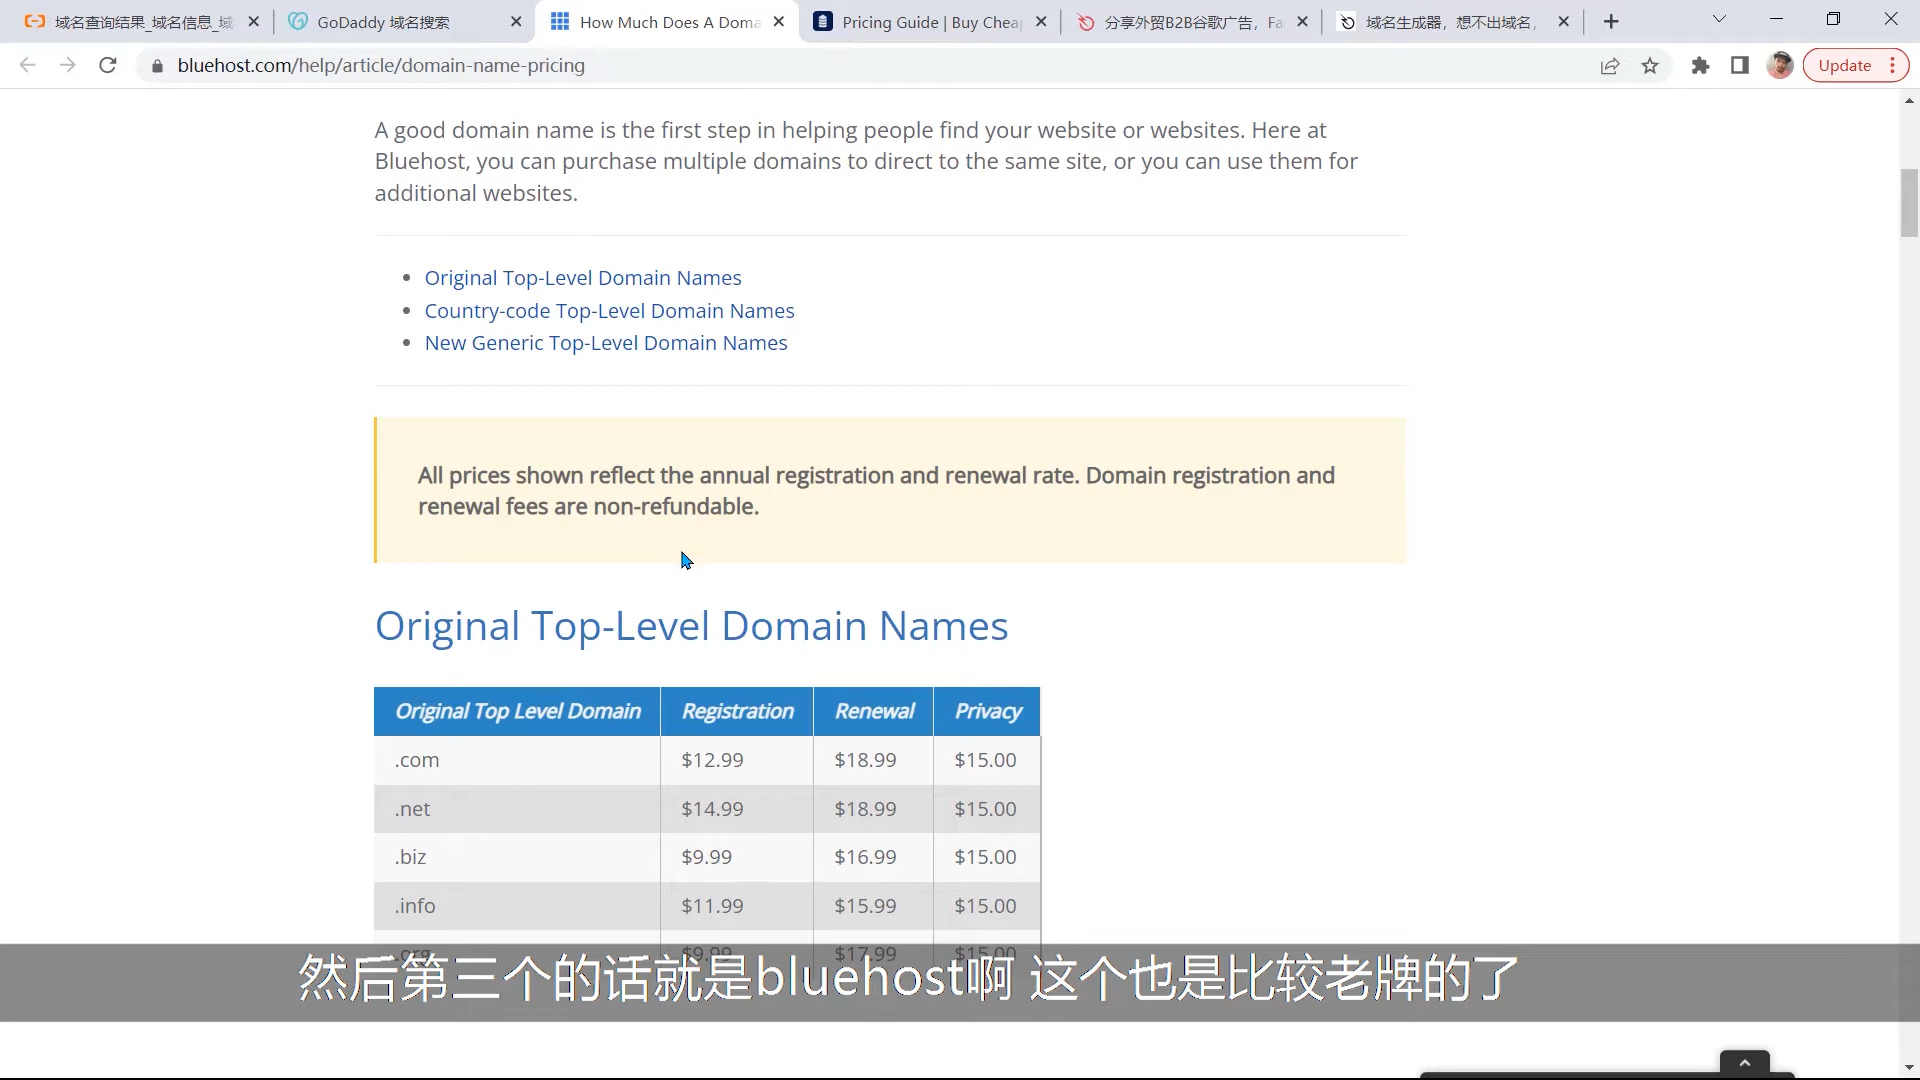 域名查询结果_域名信息_域
GoDaddy 域名搜索
How Much Does A Doma
Pricing Guide | Buy Chea
分享外贸B2B谷歌广告，Fa
域名生成器，想不出域名，
bluehost.com/help/article/domain-name-pricing
Update
A good domain name is the first step in helping people find your website or websites. Here at
Bluehost, you can purchase multiple domains to direct to the same site, or you can use them for
additional websites.
Original Top-Level Domain Names
Country-code Top-Level Domain Names
New Generic Top-Level Domain Names
All prices shown reflect the annual registration and renewal rate. Domain registration and
renewal fees are non-refundable.
Original Top-Level Domain Names
Original Top Level Domain Registration Renewal Privacy
.com $12.99 $18.99 $15.00
.net $14.99 $18.99 $15.00
.biz $9.99 $16.99 $15.00
.info $11.99 $15.99 $15.00
.org $9.99 $17.99 $15.00
然后第三个的话就是bluehost啊 这个也是比较老牌的了